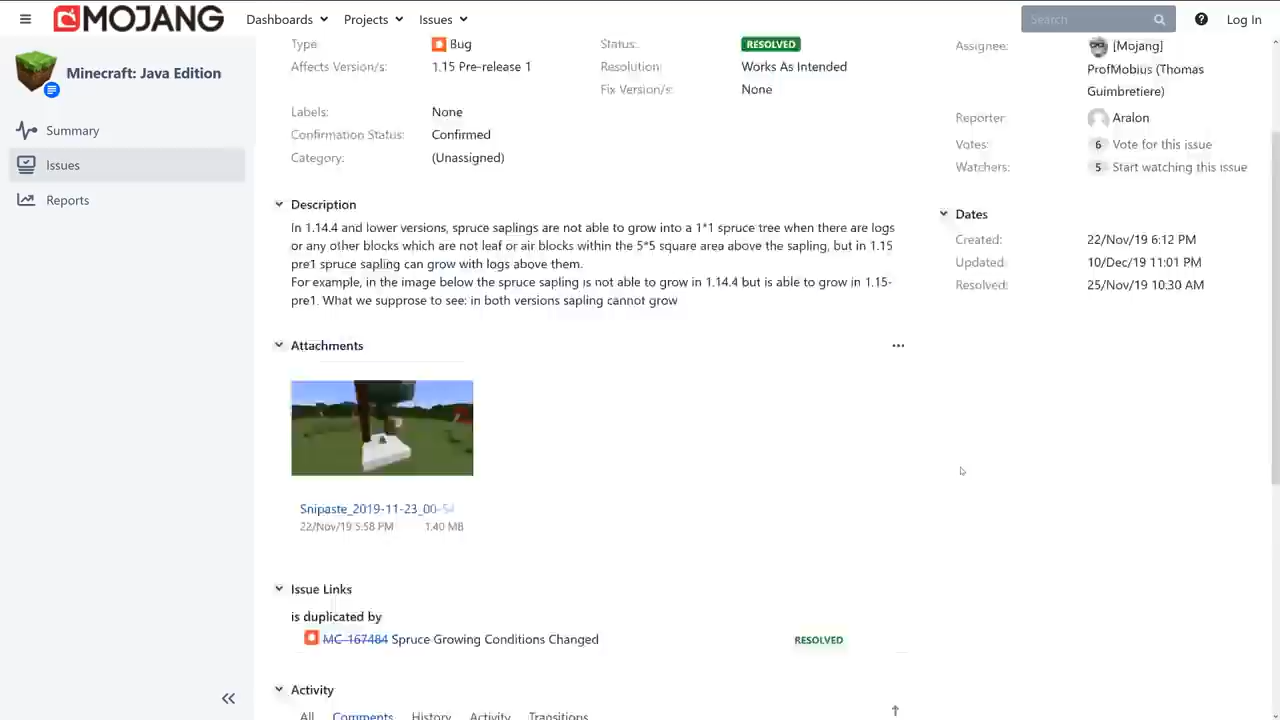 MOJANG
Dashboards Projects Issues
Search
Log In
Minecraft: Java Edition
Summary
Issues
Reports
Type
Bug
Status:
RESOLVED
Affects Version/s:
1.15 Pre-release 1
Resolution:
Works As Intended
Fix Version/s:
None
Labels:
None
Confirmation Status:
Confirmed
Category:
(Unassigned)
Description
In 1.14.4 and lower versions, spruce saplings are not able to grow into a 1*1 spruce tree when there are logs
or any other blocks which are not leaf or air blocks within the 5*5 square area above the sapling, but in 1.15
pre1 spruce sapling can grow with logs above them.
For example, in the image below the spruce sapling is not able to grow in 1.14.4 but is able to grow in 1.15-
pre1. What we supprose to see: in both versions sapling cannot grow
Attachments
Snipaste_2019-11-23_00-54
22/Nov/19 5:58 PM
1.40 MB
Issue Links
is duplicated by
MC-167484 Spruce Growing Conditions Changed
RESOLVED
Activity
All Comments History Activity Transitions
Assignee:
[Mojang]
ProfMobius (Thomas
Guimbretiere)
Reporter
Aralon
Votes:
6 Vote for this issue
Watchers:
5 Start watching this issue
Dates
Created:
22/Nov/19 6:12 PM
Updated:
10/Dec/19 11:01 PM
Resolved:
25/Nov/19 10:30 AM